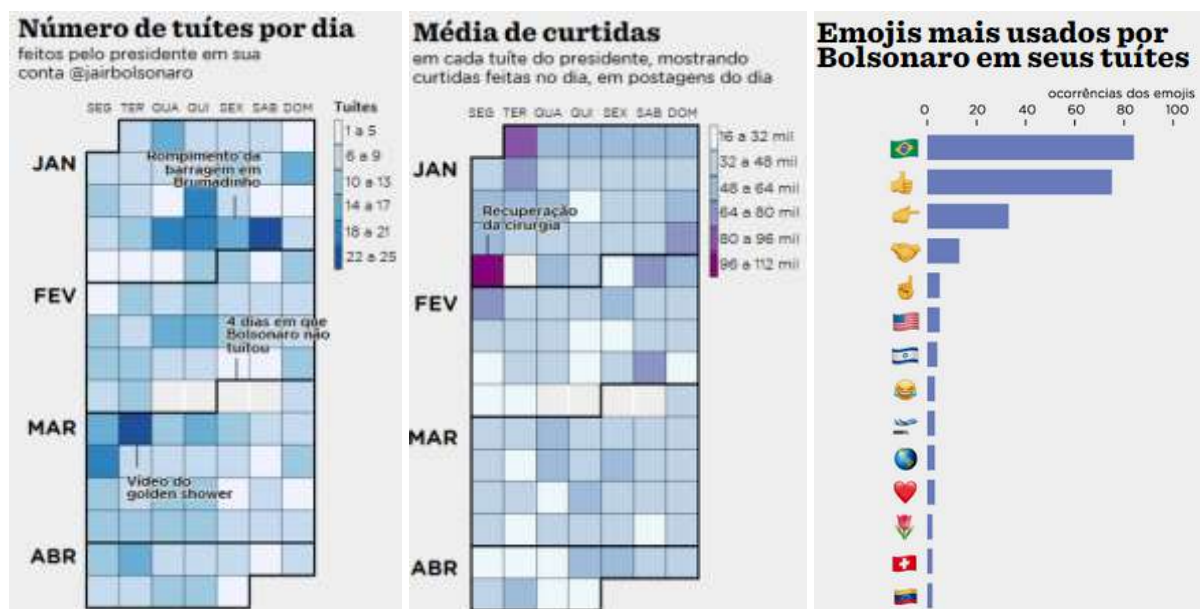 Número de tuítes por dia
feitos pelo presidente em sua
conta @jairbolsonaro
SEG TER QUA QUI SEX SAB DOM
Tuítes
1 a 5
6 a 9
10 a 13
14 a 17
18 a 21
22 a 25
JAN
Rompimento da
barragem em
Brumadinho
FEV
4 dias em que
Bolsonaro não
tuitou
MAR
Vídeo do
golden shower
ABR
Média de curtidas
em cada tuíte do presidente, mostrando
curtidas feitas no dia, em postagens do dia
SEG TER QUA QUI SEX SAB DOM
16 a 32 mil
32 a 48 mil
48 a 64 mil
64 a 80 mil
80 a 96 mil
96 a 112 mil
JAN
Recuperação
da cirurgia
FEV
MAR
ABR
Emojis mais usados por
Bolsonaro em seus tuítes
ocorrências dos emojis
0 20 40 60 80 100